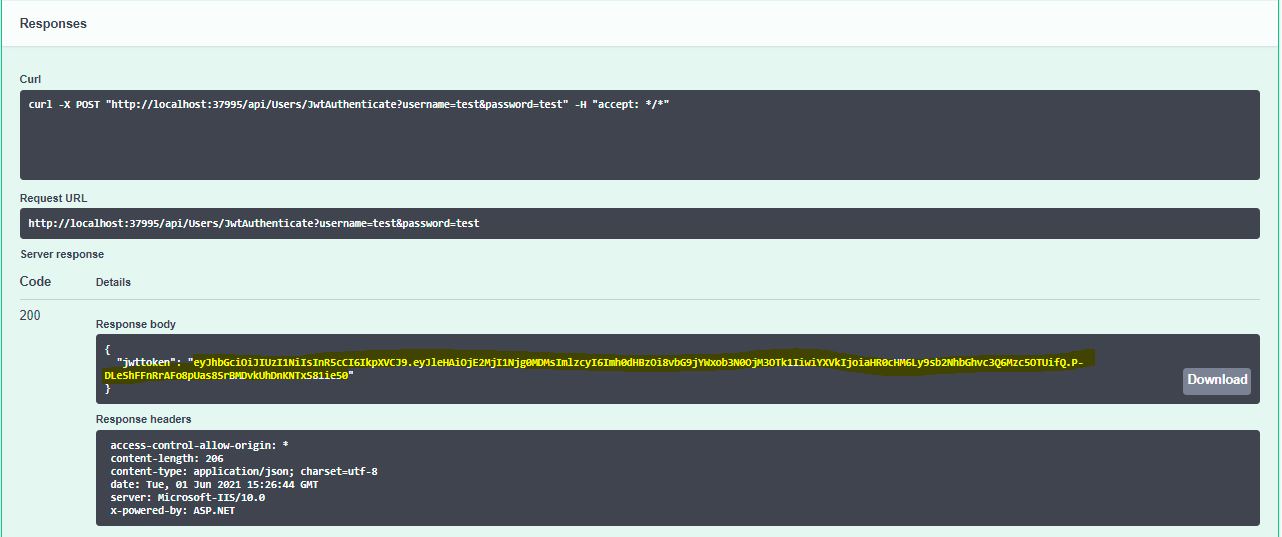 Responses
Curl
curl -X POST "http://localhost:37995/api/Users/JwtAuthenticate?username=test&password=test" -H "accept: */*"
Request URL
http://localhost:37995/api/Users/JwtAuthenticate?username=test&password=test
Server response
Code Details
200
Response body
{
"jwttoken": "eyJhbGciOiJIUzI1NiIsInR5cCI6IkpXVCJ9.eyJleHAiOjE2MjI1Njg0MDMsImlzcyI6Imh0dHBzOi8vbG9jYWxob3N0OjM3OTk1IiwiYXVkIjoiaHR0cHM6Ly9sb2NhbGhvc3Q6Mzc5OTUifQ.P-
DLe5hFFnRrAFo8pUas85rBMDvkUhDnKNTxS81ie50"
}
Download
Response headers
access-control-allow-origin: *
content-length: 206
content-type: application/json; charset=utf-8
date: Tue, 01 Jun 2021 15:26:44 GMT
server: Microsoft-IIS/10.0
x-powered-by: ASP.NET